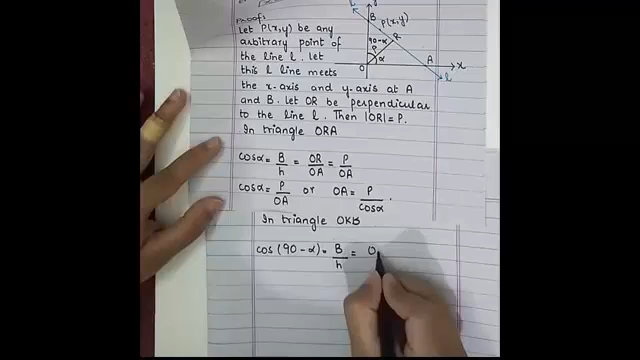 Proof:
Let P(x,y) be any
arbitrary point of
the line l. let
this l line meets
the x-axis and y-axis at A
and B. let OR be perpendicular
to the line l. Then |OR|= P.
In triangle ORA
cosα = B/h = OR/OA = P/OA
cosα = P/OA or OA = P/cosα .
In triangle OKB
cos (90-α) = B/h = O
l
y
B
P(x,y)
R
90-α
P
α
A
O
x
l